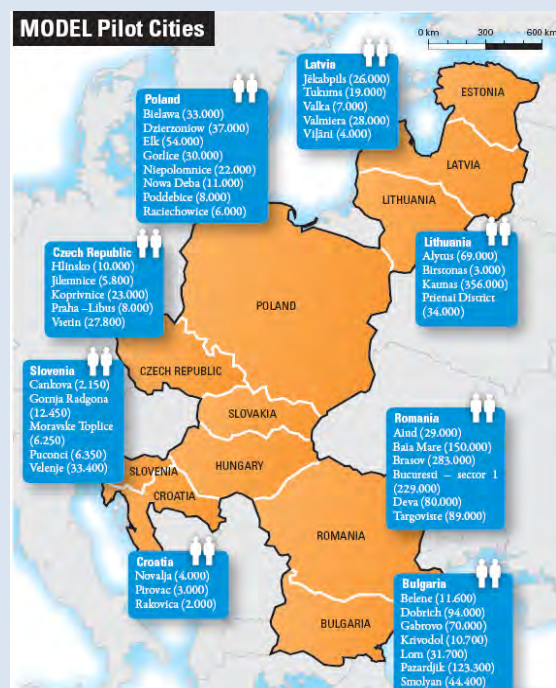 MODEL Pilot Cities
0 km 300 600 km
Latvia
Jēkabpils (26.000)
Tukums (19.000)
Valka (7.000)
Valmiera (28.000)
Viļāni (4.000)
Poland
Bielawa (33.000)
Dzierzoniow (37.000)
Elk (54.000)
Gorlice (30.000)
Niepolomnice (22.000)
Nowa Deba (11.000)
Poddebice (8.000)
Raciechowice (6.000)
ESTONIA
LATVIA
LITHUANIA
Lithuania
Alytus (69.000)
Birstonas (3.000)
Kaunas (356.000)
Prienai District
(34.000)
Czech Republic
Hlinsko (10.000)
Jilemnice (5.800)
Koprivnice (23.000)
Praha –Libus (8.000)
Vsetin (27.800)
POLAND
CZECH REPUBLIC
SLOVAKIA
Slovenia
Cankova (2.150)
Gornja Radgona
(12.450)
Moravske Toplice
(6.250)
Puconci (6.350)
Velenje (33.400)
HUNGARY
SLOVENIA
CROATIA
Romania
Aiud (29.000)
Baia Mare (150.000)
Brasov (283.000)
Bucuresti – sector 1
(229.000)
Deva (80.000)
Targoviste (89.000)
ROMANIA
Croatia
Novalja (4.000)
Pirovac (3.000)
Rakovica (2.000)
BULGARIA
Bulgaria
Belene (11.600)
Dobrich (94.000)
Gabrovo (70.000)
Krivodol (10.700)
Lom (31.700)
Pazardjik (123.300)
Smolyan (44.400)